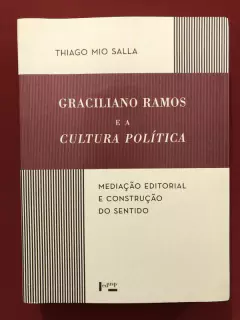 THIAGO MIO SALLA
GRACILIANO RAMOS
E A
CULTURA POLÍTICA
MEDIAÇÃO EDITORIAL
E CONSTRUÇÃO
DO SENTIDO